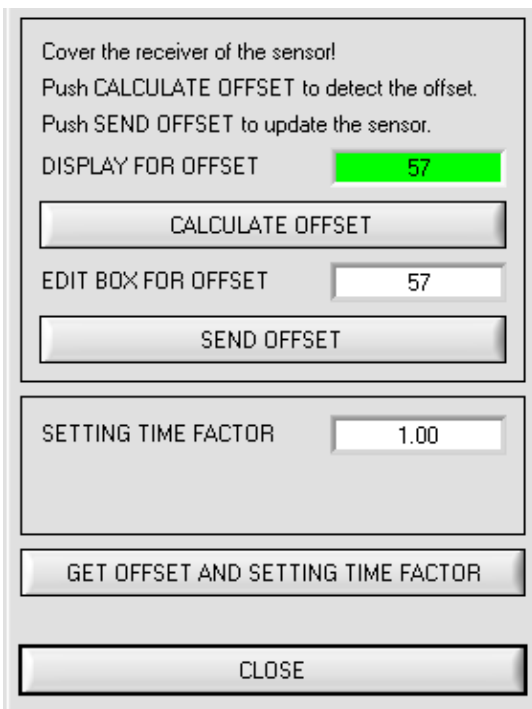 Cover the receiver of the sensor!
Push CALCULATE OFFSET to detect the offset.
Push SEND OFFSET to update the sensor.
DISPLAY FOR OFFSET 57
CALCULATE OFFSET
EDIT BOX FOR OFFSET 57
SEND OFFSET
SETTING TIME FACTOR 1.00
GET OFFSET AND SETTING TIME FACTOR
CLOSE